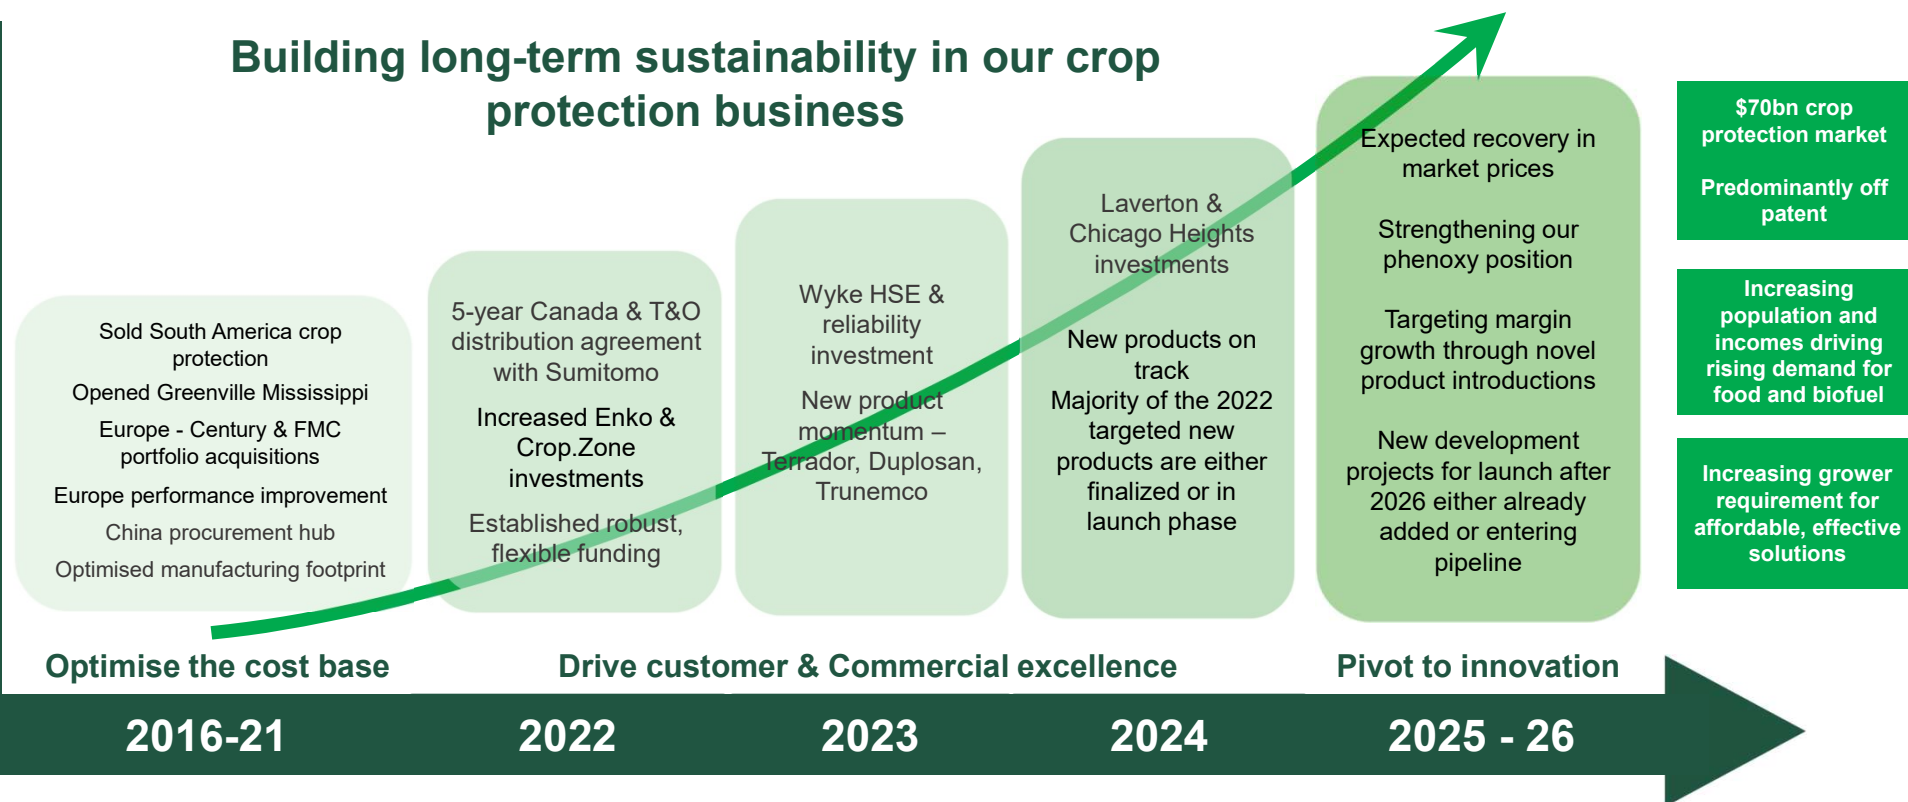 Building long-term sustainability in our crop
protection business
Sold South America crop
protection
Opened Greenville Mississippi
Europe - Century & FMC
portfolio acquisitions
Europe performance improvement
China procurement hub
Optimised manufacturing footprint
5-year Canada & T&O
distribution agreement
with Sumitomo
Increased Enko &
Crop.Zone
investments
Established robust,
flexible funding
Wyke HSE &
reliability
investment
New product
momentum –
Terrador, Duplosan,
Trunemco
Laverton &
Chicago Heights
investments
New products on
track
Majority of the 2022
targeted new
products are either
finalized or in
launch phase
Expected recovery in
market prices
Strengthening our
phenoxy position
Targeting margin
growth through novel
product introductions
New development
projects for launch after
2026 either already
added or entering
pipeline
$70bn crop
protection market
Predominantly off
patent
Increasing
population and
incomes driving
rising demand for
food and biofuel
Increasing grower
requirement for
affordable, effective
solutions
Optimise the cost base
Drive customer & Commercial excellence
Pivot to innovation
2016-21
2022
2023
2024
2025 - 26